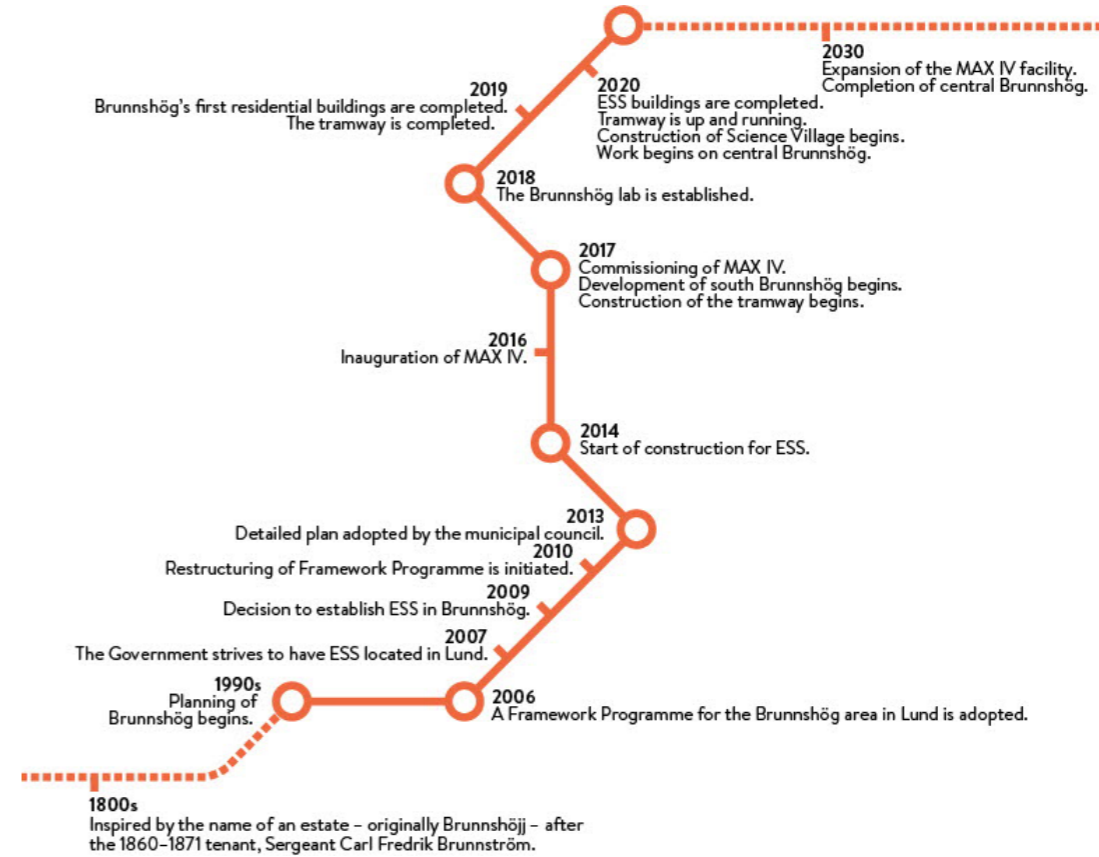 2030
Expansion of the MAX IV facility.
Completion of central Brunnshög.
2020
ESS buildings are completed.
Tramway is up and running.
Construction of Science Village begins.
Work begins on central Brunnshög.
2019
Brunnshög’s first residential buildings are completed.
The tramway is completed.
2018
The Brunnshög lab is established.
2017
Commissioning of MAX IV.
Development of south Brunnshög begins.
Construction of the tramway begins.
2016
Inauguration of MAX IV.
2014
Start of construction for ESS.
2013
Detailed plan adopted by the municipal council.
2010
Restructuring of Framework Programme is initiated.
2009
Decision to establish ESS in Brunnshög.
2007
The Government strives to have ESS located in Lund.
2006
A Framework Programme for the Brunnshög area in Lund is adopted.
1990s
Planning of
Brunnshög begins.
1800s
Inspired by the name of an estate – originally Brunnshöjj – after
the 1860–1871 tenant, Sergeant Carl Fredrik Brunnström.